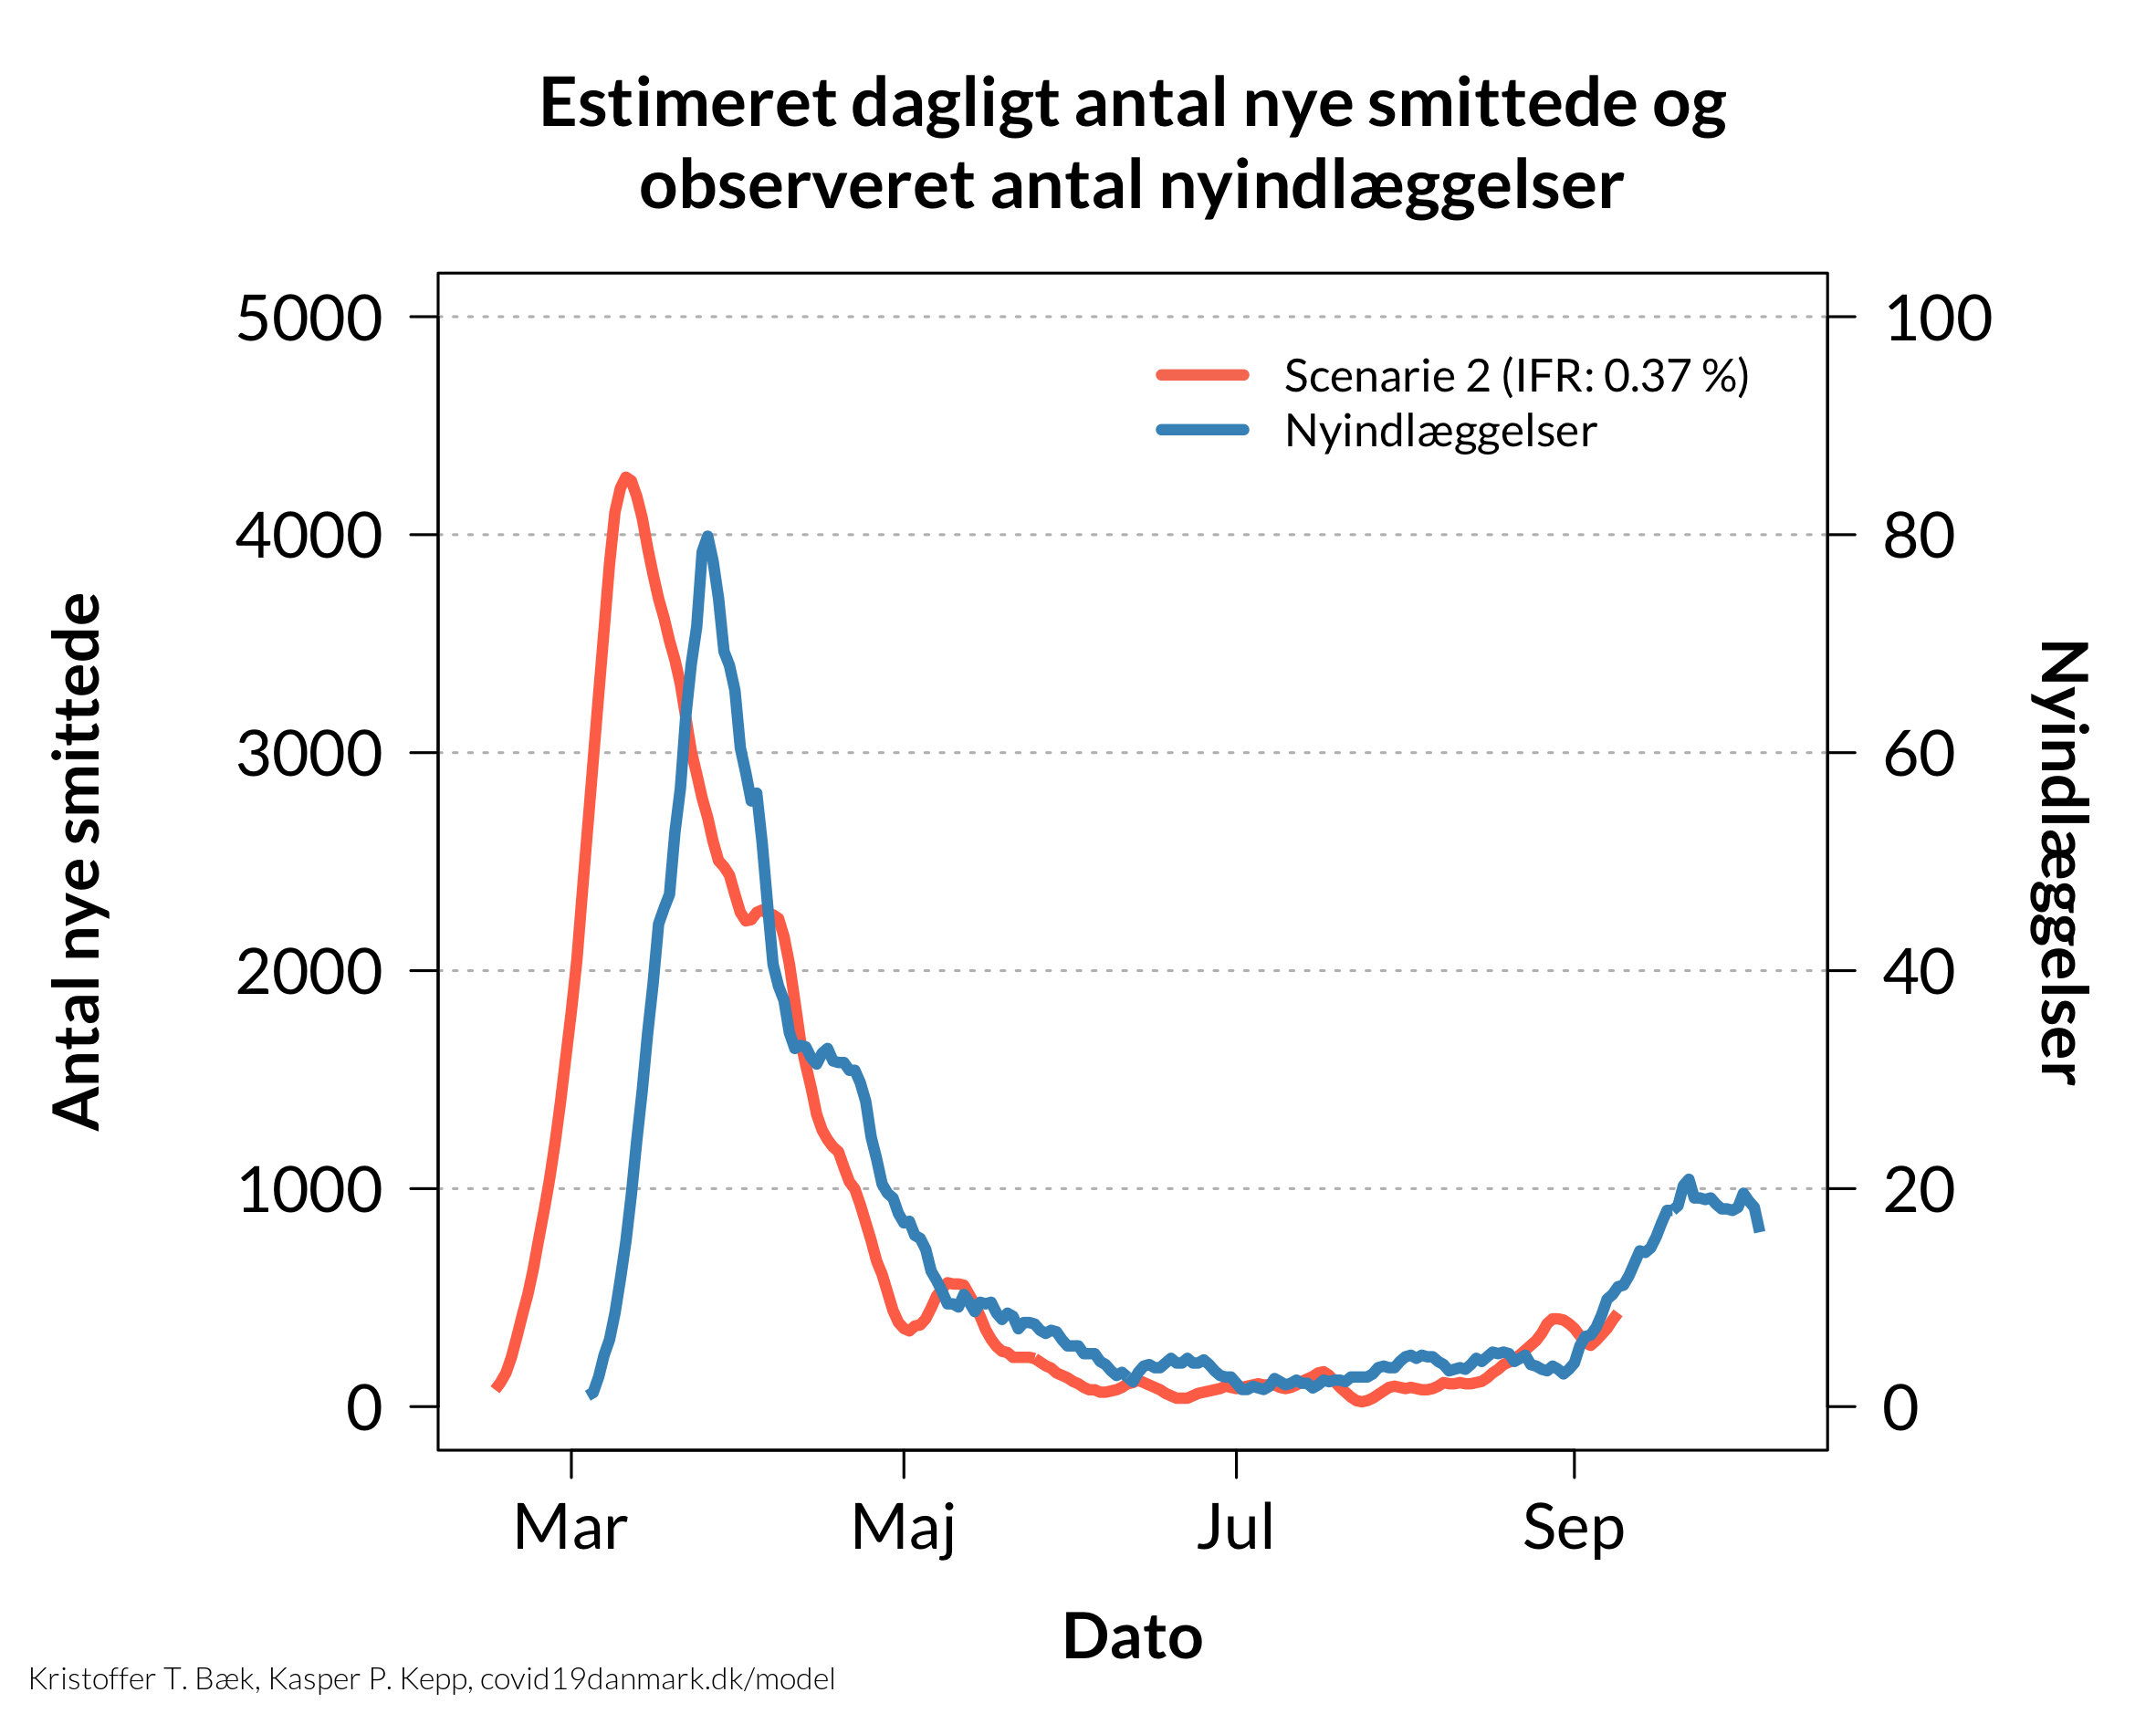 Estimeret dagligt antal nye smittede og
observeret antal nyindlæggelser
Scenarie 2 (IFR: 0.37 %)
Nyindlæggelser
Antal nye smittede
5000
4000
3000
2000
1000
0
Nyindlæggelser
100
80
60
40
20
0
Mar
Maj
Jul
Sep
Dato
Kristoffer T. Bæk, Kasper P. Kepp, covid19danmark.dk/model